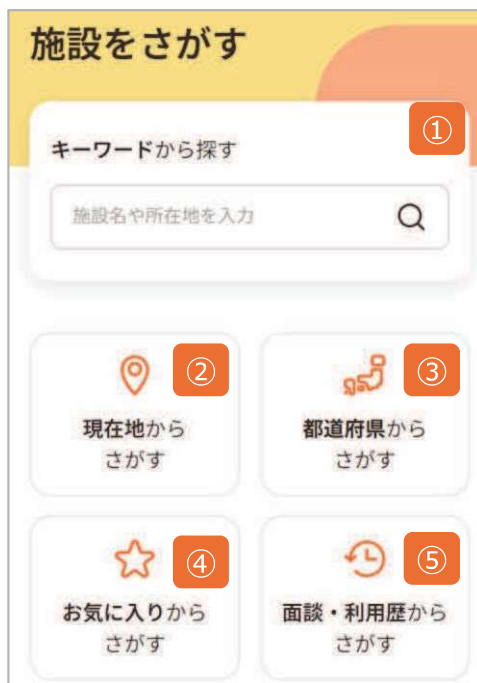 施設をさがす
①
キーワードから探す
施設名や所在地を入力
②
現在地から
さがす
③
都道府県から
さがす
④
お気に入りから
さがす
⑤
面談・利用歴から
さがす